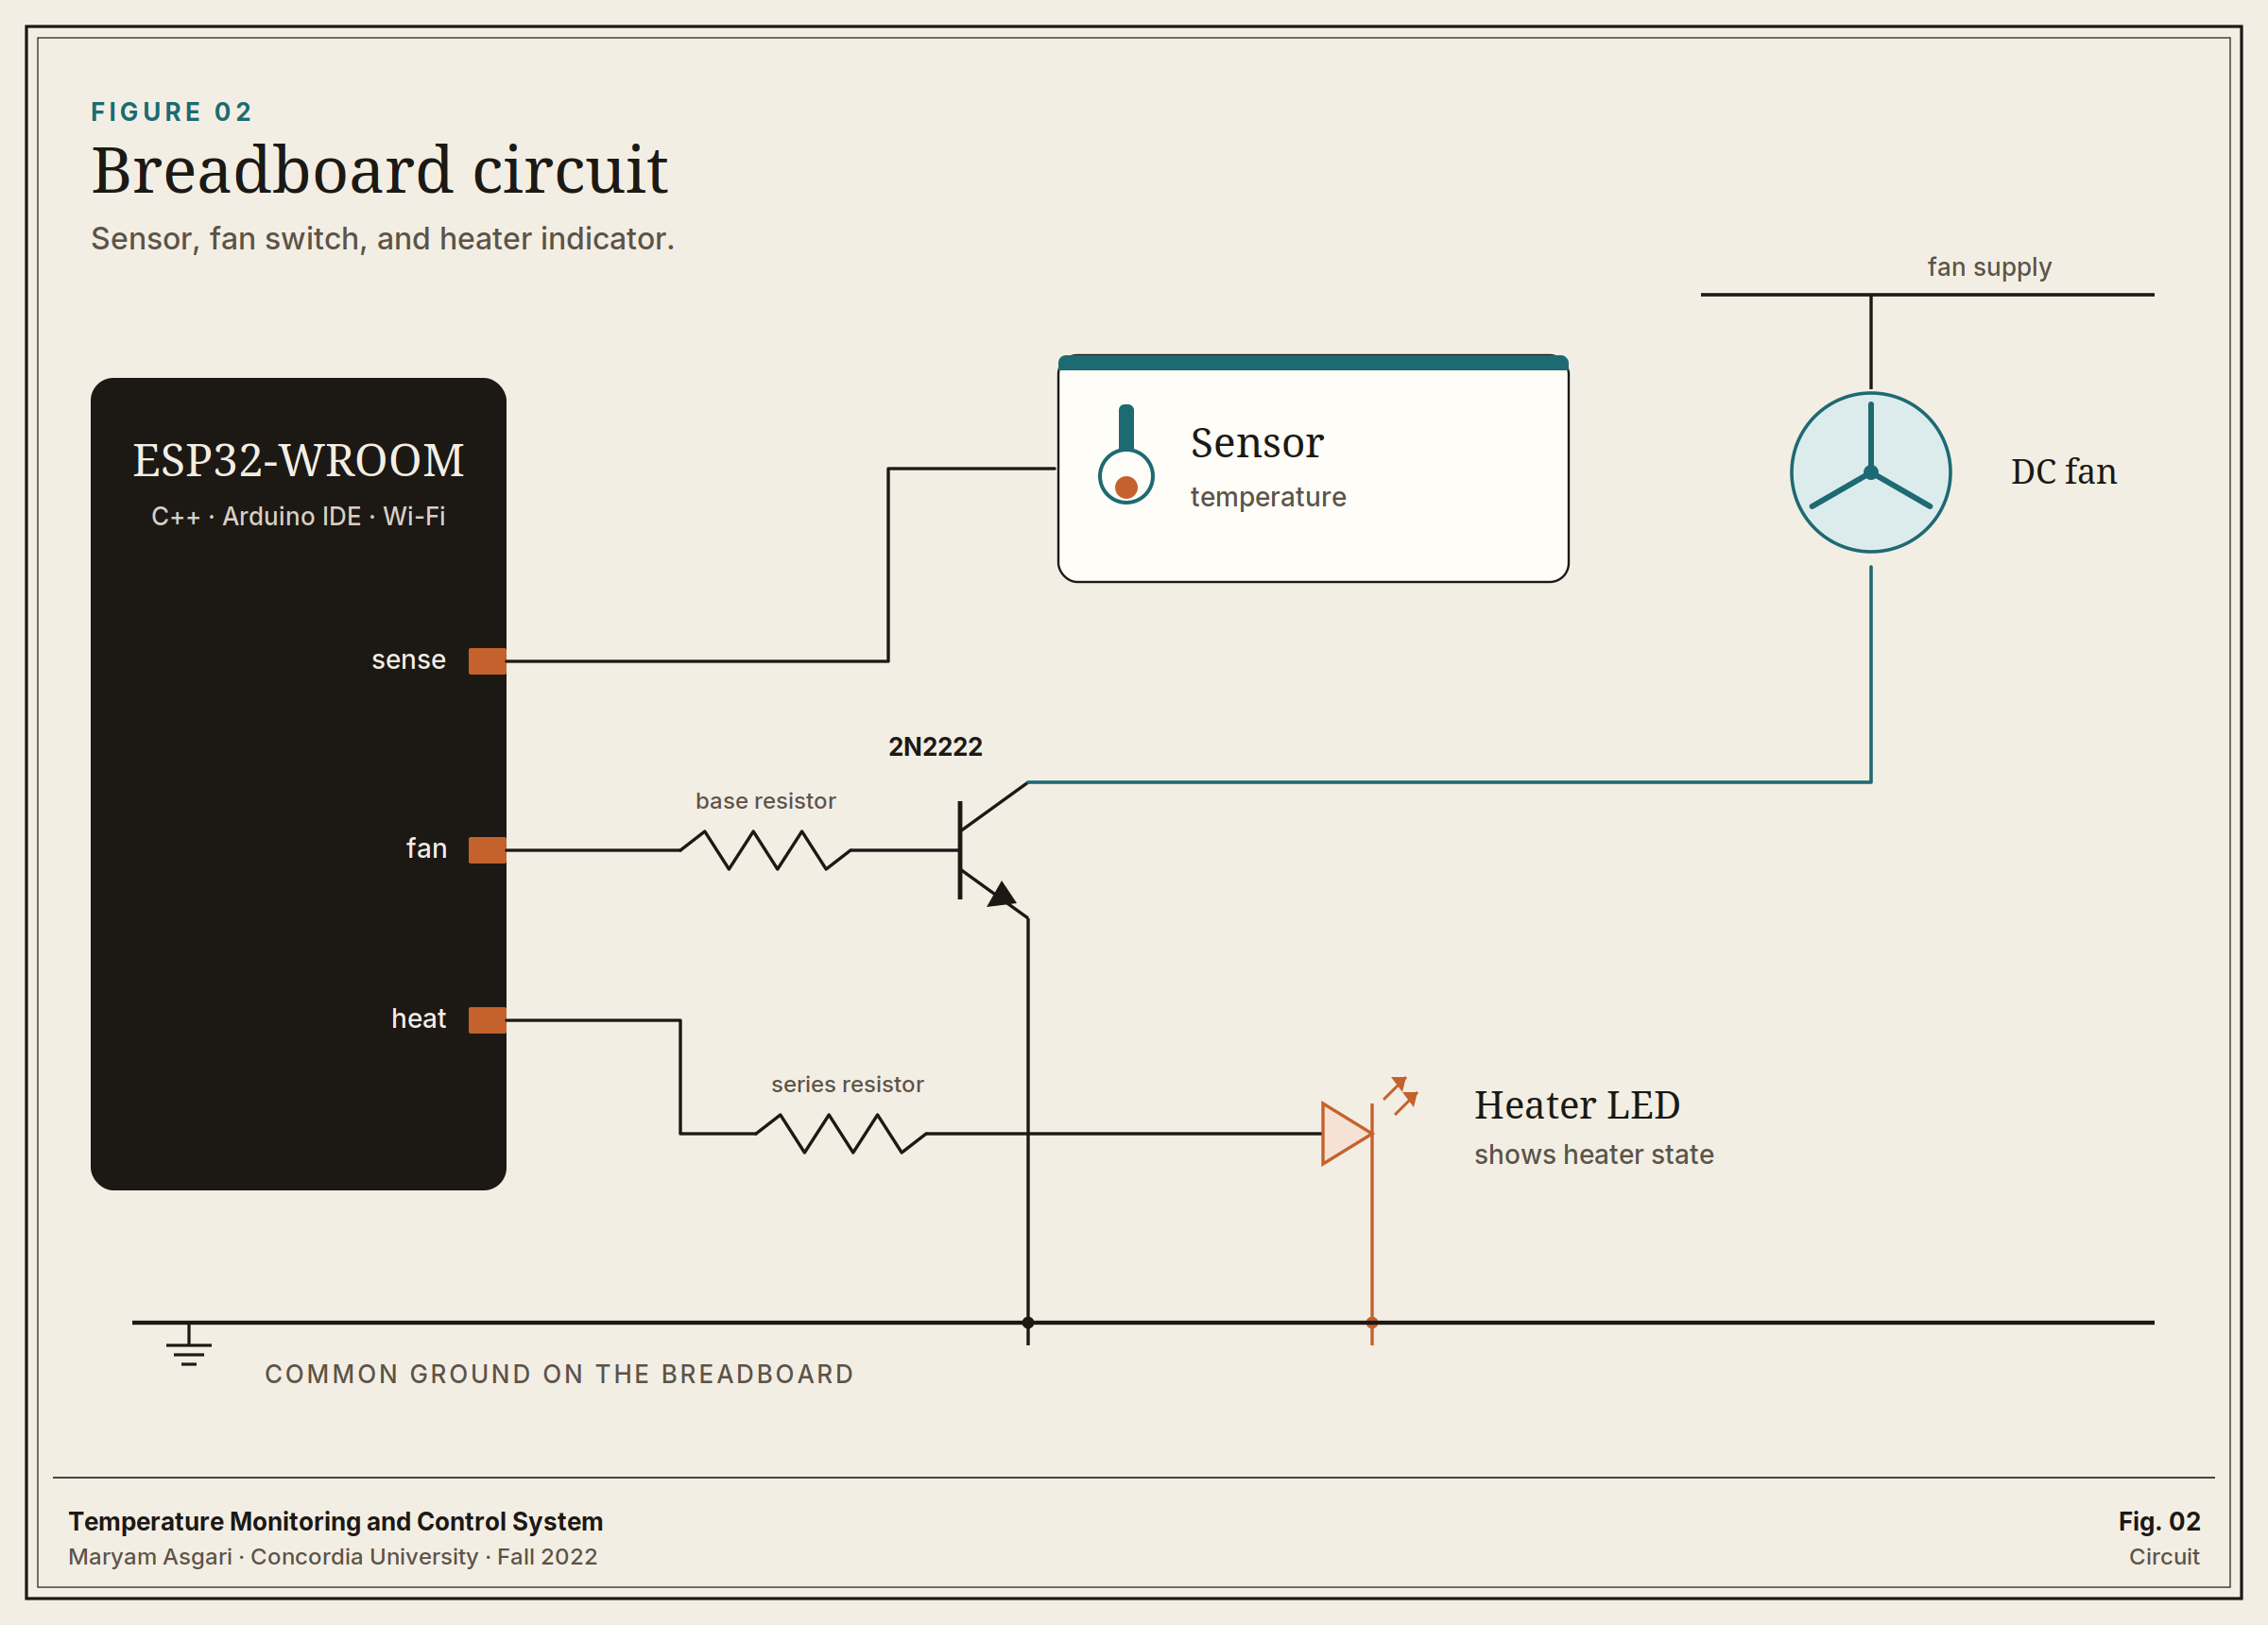 FIGURE 02
Breadboard circuit
Sensor, fan switch, and heater indicator.
fan supply
ESP32-WROOM
C++ · Arduino IDE · Wi-Fi
Sensor
temperature
DC fan
sense
2N2222
base resistor
fan
heat
series resistor
Heater LED
shows heater state
COMMON GROUND ON THE BREADBOARD
Temperature Monitoring and Control System
Maryam Asgari · Concordia University · Fall 2022
Fig. 02
Circuit